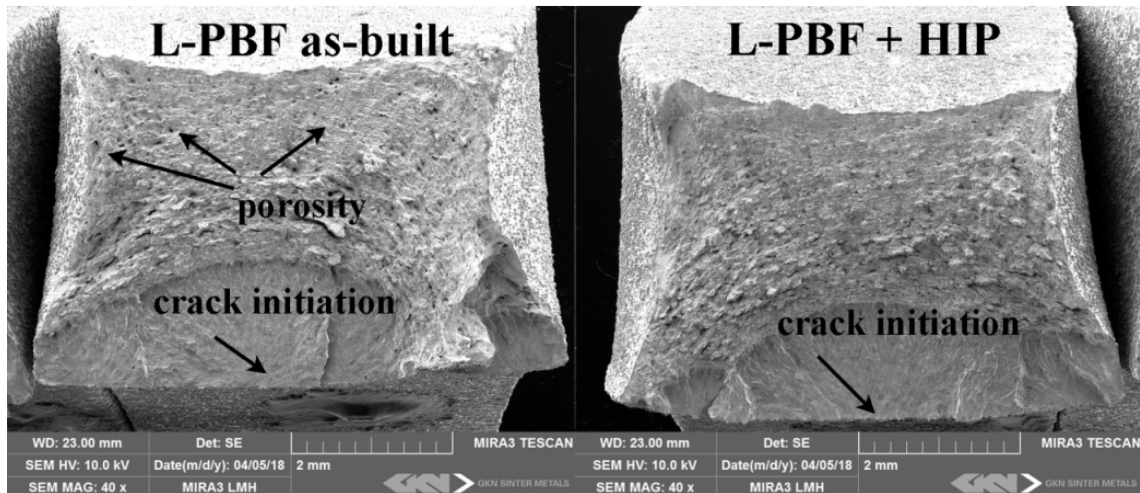 L-PBF as-built
porosity
crack initiation
WD: 23.00 mm
Det: SE
MIRA3 TESCAN
SEM HV: 10.0 kV
Date(m/d/y): 04/05/18
2 mm
SEM MAG: 40 x
MIRA3 LMH
GKN
GKN SINTER METALS
L-PBF + HIP
crack initiation
WD: 23.00 mm
Det: SE
MIRA3 TESCAN
SEM HV: 10.0 kV
Date(m/d/y): 04/05/18
2 mm
SEM MAG: 40 x
MIRA3 LMH
GKN
GKN SINTER METALS